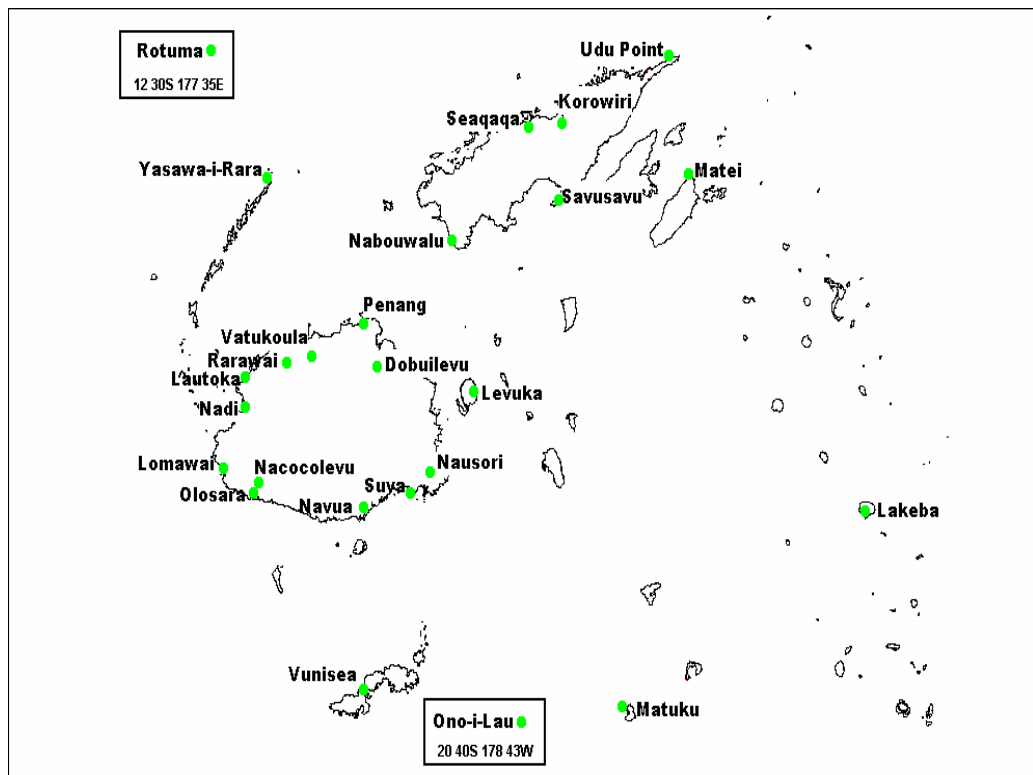 Rotuma
12 30S 177 35E
Udu Point
Korowiri
Seaqaqa
Yasawa-i-Rara
Matei
Savusavu
Nabouwalu
Penang
Vatukoula
Rarawai
Dobuilevu
Lautoka
Levuka
Nadi
Lomawai
Nacocolevu
Nausori
Olosara
Suva
Navua
Lakeba
Vunisea
Matuku
Ono-i-Lau
20 40S 178 43W